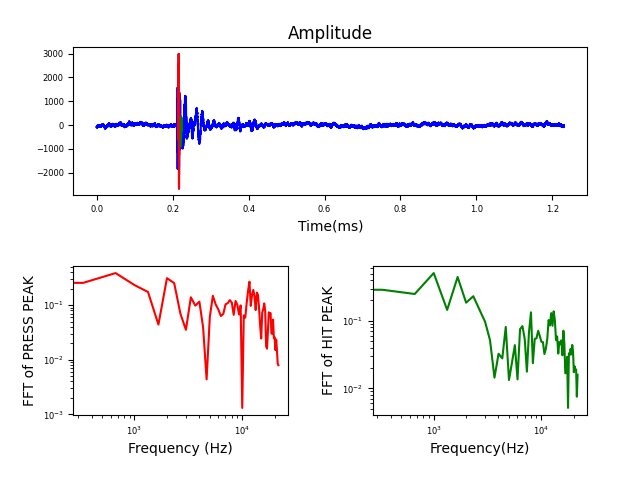 Amplitude
3000
2000
1000
0
−1000
−2000
0.0 0.2 0.4 0.6 0.8 1.0 1.2
Time(ms)
FFT of PRESS PEAK
10⁻¹
10⁻²
10⁻³
10³ 10⁴
Frequency (Hz)
FFT of HIT PEAK
10⁻¹
10⁻²
10³ 10⁴
Frequency(Hz)